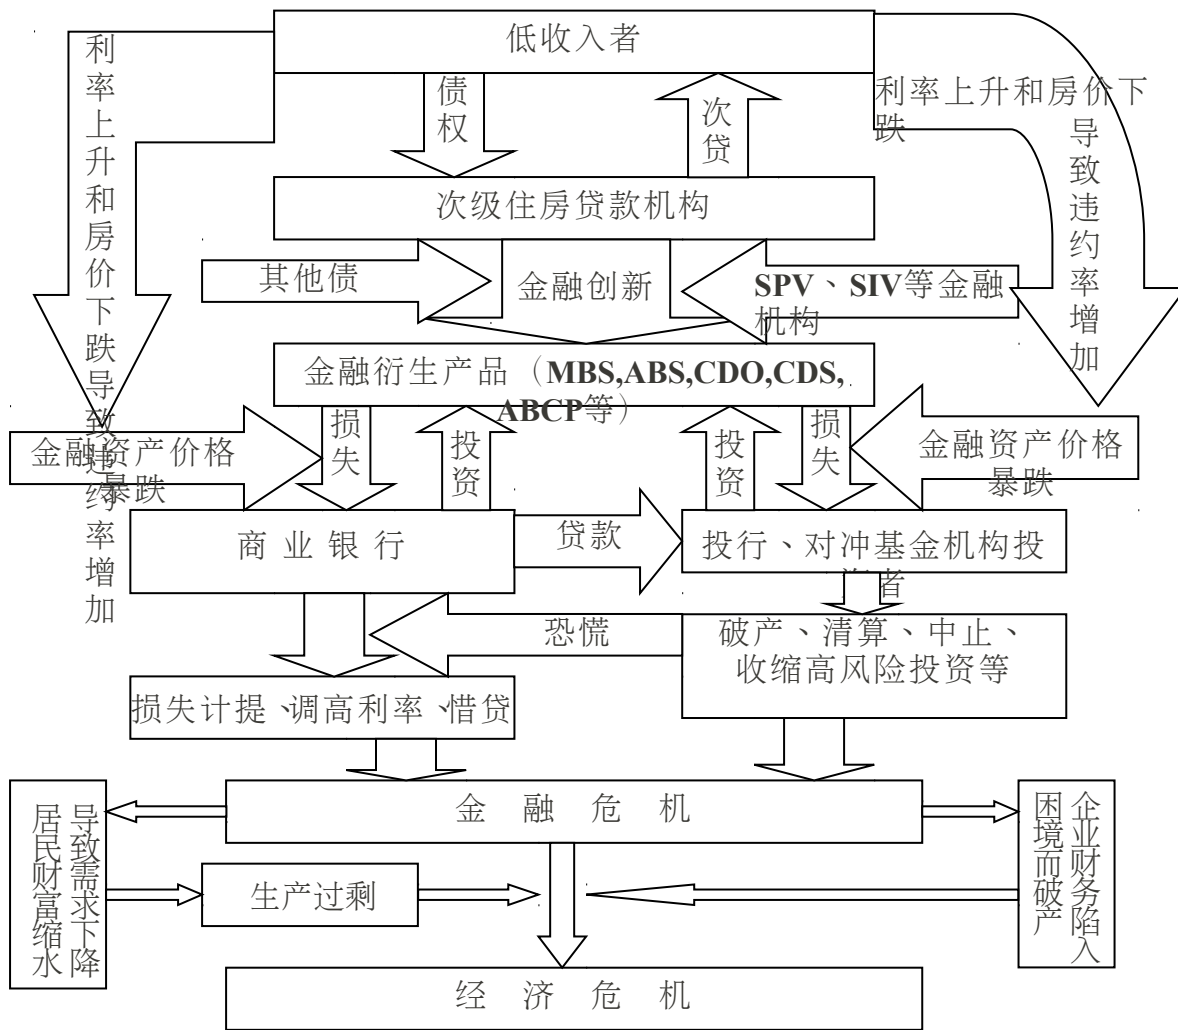 低收入者
利率上升和房价下跌导致违约率增加
债权
次贷
利率上升和房价下
跌
导致违约率增加
次级住房贷款机构
其他债
金融创新
SPV、SIV等金融
机构
金融衍生产品（MBS,ABS,CDO,CDS,
ABCP等）
损失
投资
投资
损失
金融资产价格
暴跌
金融资产价格
暴跌
商业银行
贷款
投行、对冲基金机构投
资者
恐慌
破产、清算、中止、
收缩高风险投资等
损失计提、调高利率、惜贷
金融危机
导致需求下降
居民财富缩水
生产过剩
企业财务陷入
困境而破产
经济危机